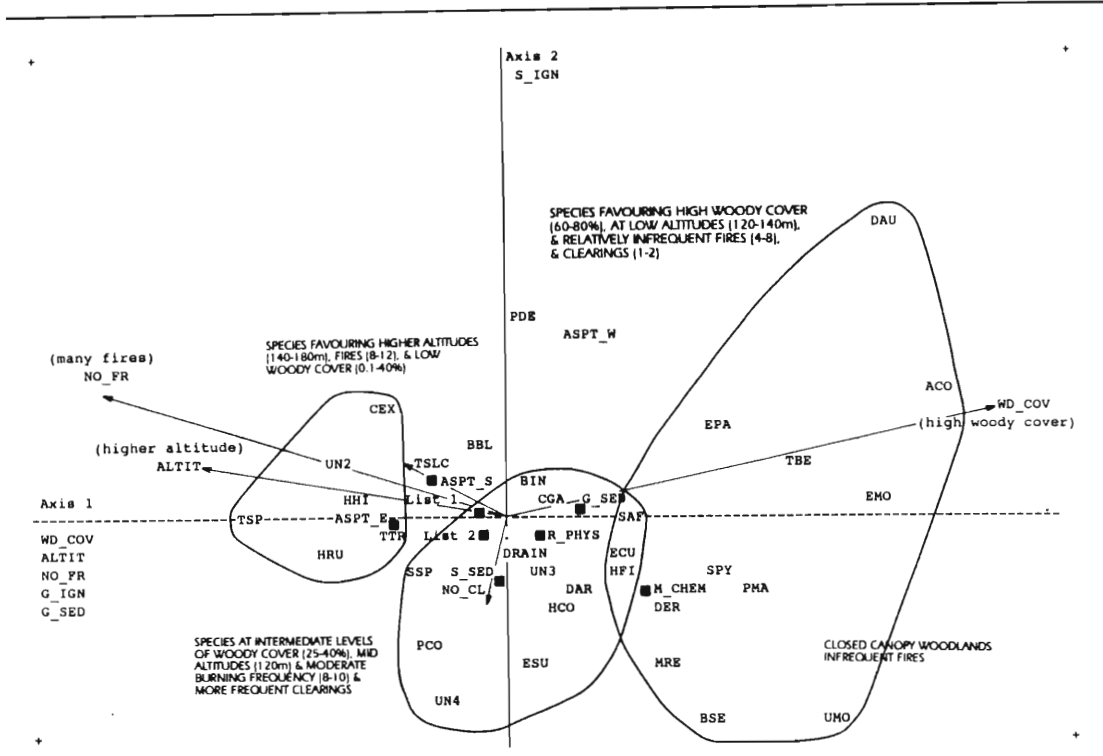 Axis 2
S_IGN
SPECIES FAVOURING HIGH WOODY COVER
(60-80%), AT LOW ALTITUDES (120-140m),
& RELATIVELY INFREQUENT FIRES (4-8),
& CLEARINGS (1-2)
DAU
PDE
ASPT_W
SPECIES FAVOURING HIGHER ALTITUDES
(140-180m), FIRES (8-12), & LOW
WOODY COVER (0.1-40%)
(many fires)
NO_FR
ACO
WD_COV
(high woody cover)
CEX
EPA
BBL
(higher altitude)
ALTIT
UN2
TSLC
TBE
ASPT_S
BIN
HHI
List 1
CGA
G_SED
EMO
Axis 1
TSP
ASPT_E
SAF
TTR
List 2
R_PHYS
WD_COV
ALTIT
NO_FR
G_IGN
G_SED
HRU
DRAIN
ECU
SSP
S_SED
UN3
HFI
SPY
NO_CL
DAR
M_CHEM
PMA
HCO
DER
SPECIES AT INTERMEDIATE LEVELS
OF WOODY COVER (25-40%), MID
ALTITUDES (120m) & MODERATE
BURNING FREQUENCY (8-10) &
MORE FREQUENT CLEARINGS
PCO
ESU
MRE
CLOSED CANOPY WOODLANDS
INFREQUENT FIRES
UN4
BSE
UMO